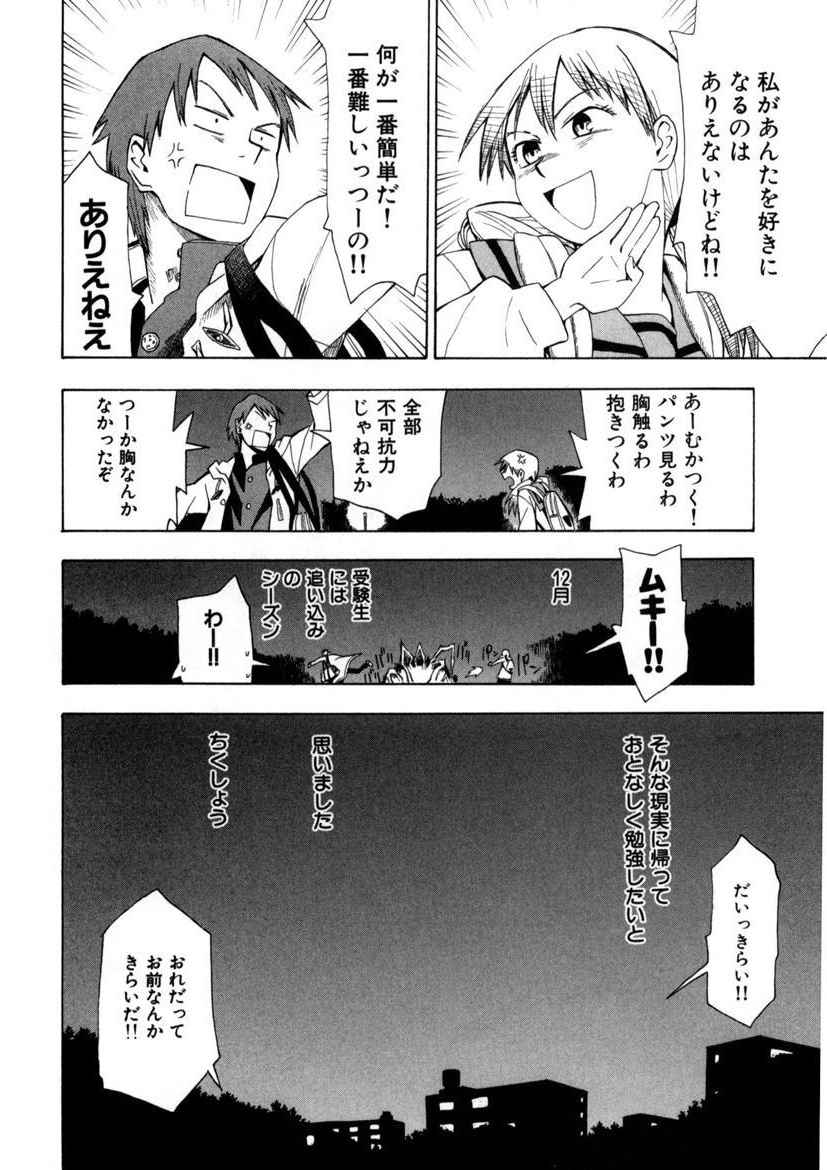 私があんたを好きに
なるのは
ありえないけどね!!
何が一番簡単だ!
一番難しいっつーの!!
ありえねえ
あーむかつく!
パンツ見るわ
胸触るわ
抱きつくわ
全部
不可抗力
じゃねえか
つーか胸なんか
なかったぞ
ムキー!!
12月
パン
パン
受験生
には
追い込み
の
シーズン
わー!!
そんな現実に帰って
おとなしく勉強したいと
思いました
ちくしょう
だいっきらい!!
おれだって
お前なんか
きらいだ!!